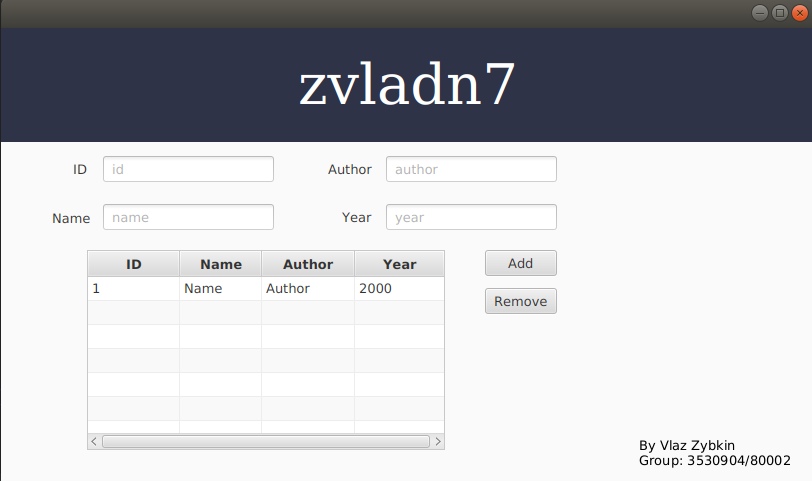 zvladn7
ID id Author author
Name name Year year
ID Name Author Year
1 Name Author 2000
Add
Remove
By Vlaz Zybkin
Group: 3530904/80002